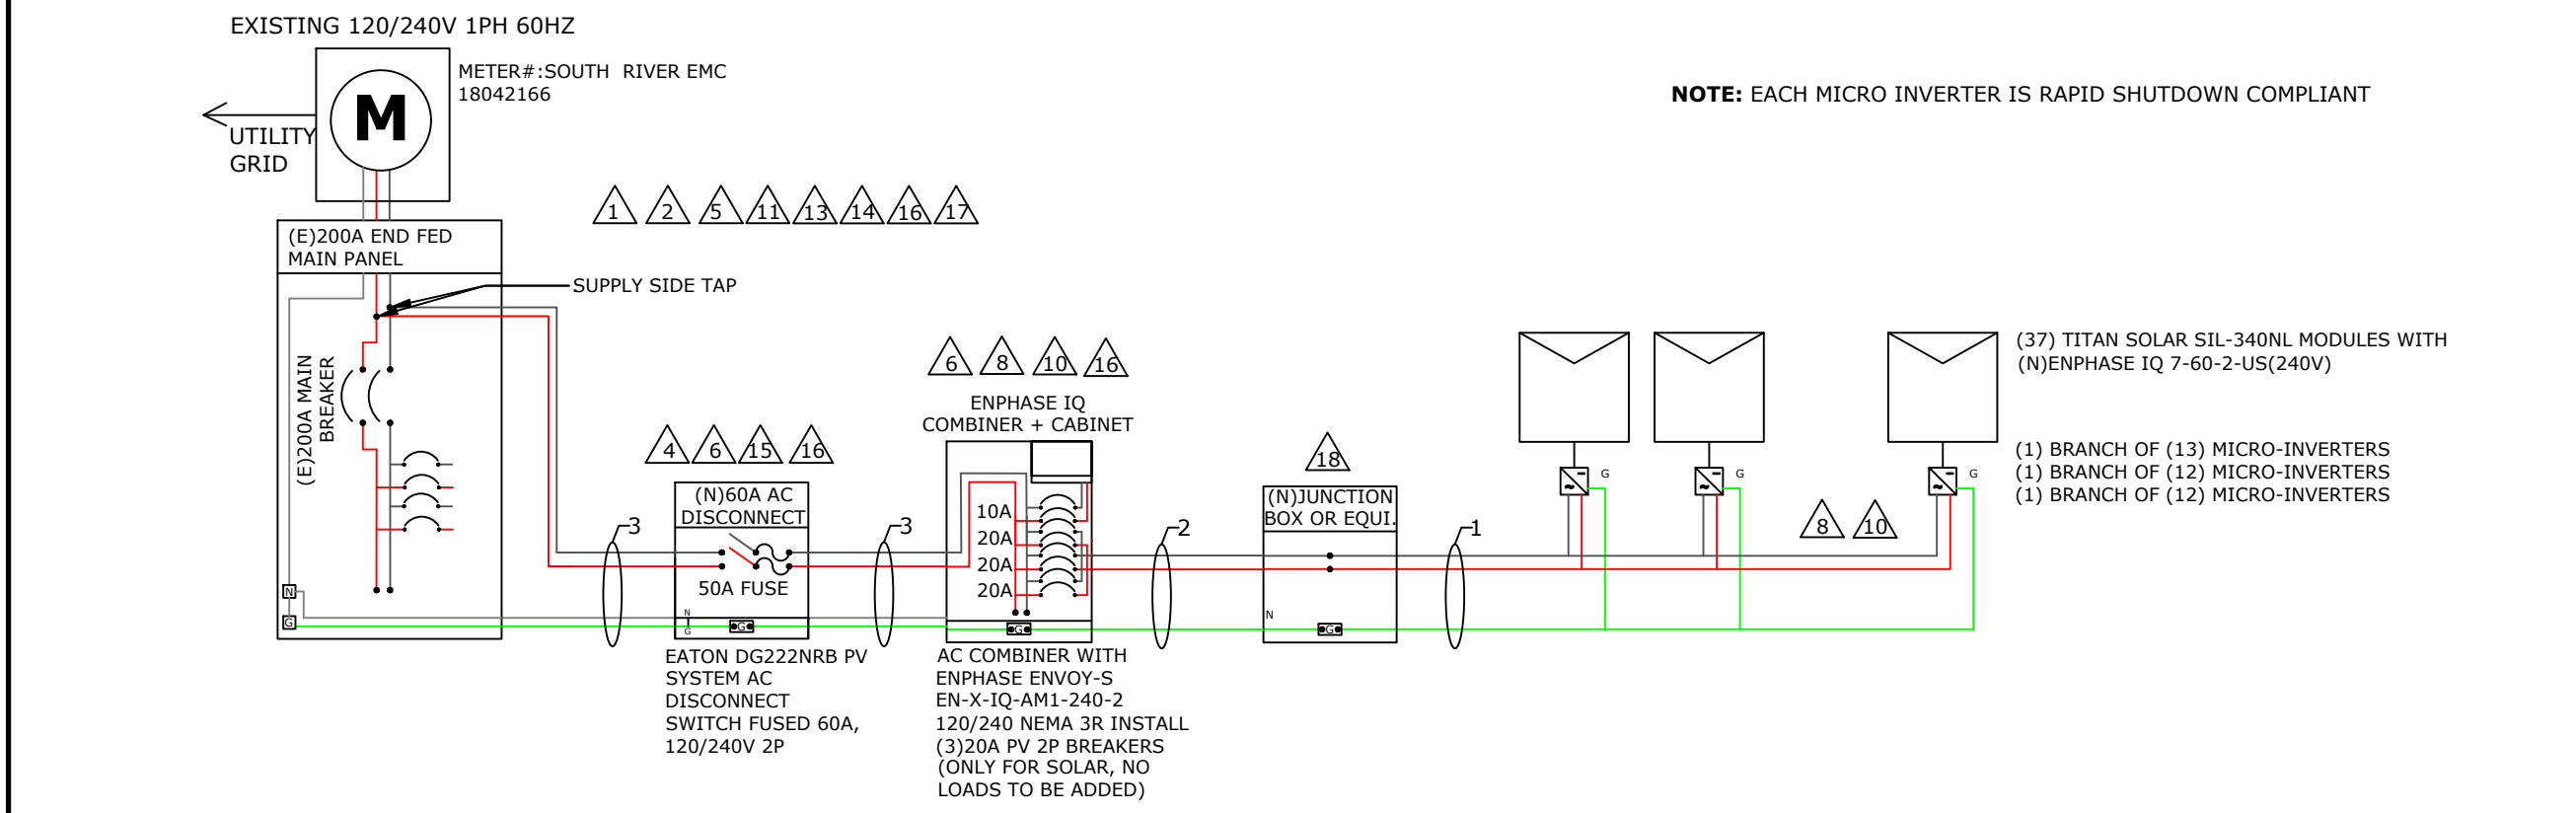 EXISTING 120/240V 1PH 60HZ
METER#:SOUTH RIVER EMC
18042166
M
UTILITY
GRID
NOTE: EACH MICRO INVERTER IS RAPID SHUTDOWN COMPLIANT
1 2 5 11 13 14 16 17
(E)200A END FED
MAIN PANEL
SUPPLY SIDE TAP
(E)200A MAIN
BREAKER
N
G
4 6 15 16
(N)60A AC
DISCONNECT
50A FUSE
N
G
G
3
3
EATON DG222NRB PV
SYSTEM AC
DISCONNECT
SWITCH FUSED 60A,
120/240V 2P
6 8 10 16
ENPHASE IQ
COMBINER + CABINET
10A
20A
20A
20A
G
AC COMBINER WITH
ENPHASE ENVOY-S
EN-X-IQ-AM1-240-2
120/240 NEMA 3R INSTALL
(3)20A PV 2P BREAKERS
(ONLY FOR SOLAR, NO
LOADS TO BE ADDED)
2
18
(N)JUNCTION
BOX OR EQUI.
N
G
1
G
G
G
8 10
(37) TITAN SOLAR SIL-340NL MODULES WITH
(N)ENPHASE IQ 7-60-2-US(240V)
(1) BRANCH OF (13) MICRO-INVERTERS
(1) BRANCH OF (12) MICRO-INVERTERS
(1) BRANCH OF (12) MICRO-INVERTERS